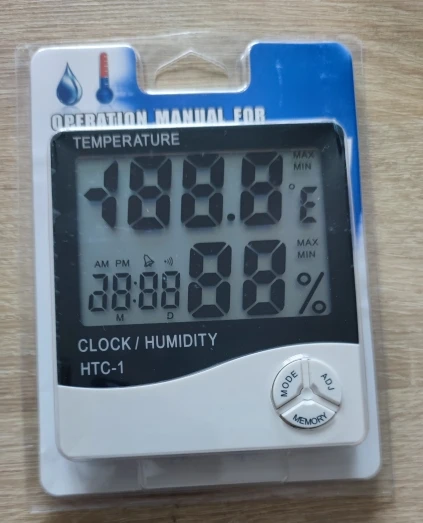 OPERATION MANUAL FOR
TEMPERATURE
MAX
MIN
-188.8 °E
AM PM
MAX
MIN
28:88 88 %
M D
CLOCK / HUMIDITY
HTC-1
MODE ADJ
MEMORY